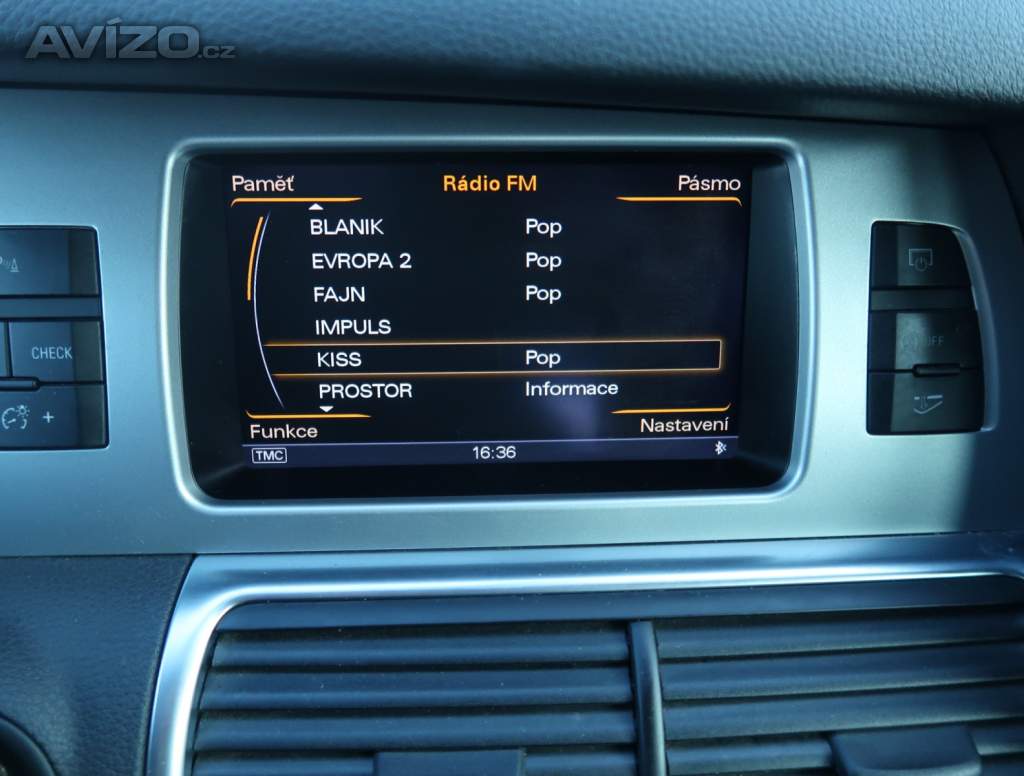 AVÍZO.cz
Paměť Rádio FM Pásmo
BLANIK Pop
EVROPA 2 Pop
FAJN Pop
IMPULS
KISS Pop
PROSTOR Informace
Funkce Nastavení
TMC 16:36
CHECK
OFF
+